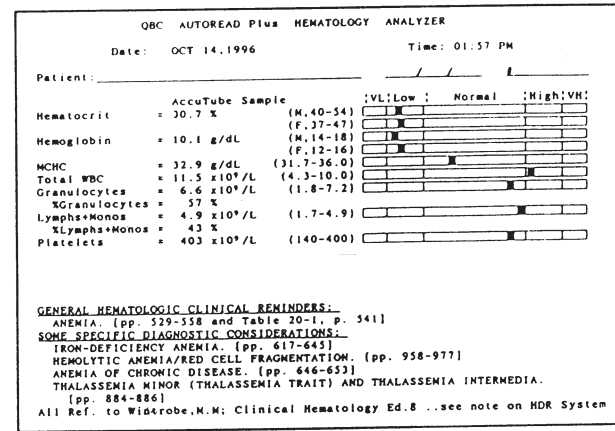 QBC AUTOREAD Plus HEMATOLOGY ANALYZER
Date: OCT 14,1996 Time: 01:57 PM
Patient:
AccuTube Sample VL Low Normal High VH
Hematocrit = 30.7 % (M,40-54)
(F,37-47)
Hemoglobin = 10.1 g/dL (M,14-18)
(F,12-16)
MCHC = 32.9 g/dL (31.7-36.0)
Total WBC = 11.5 x10⁹/L (4.3-10.0)
Granulocytes = 6.6 x10⁹/L (1.8-7.2)
%Granulocytes = 57 %
Lymphs+Monos = 4.9 x10⁹/L (1.7-4.9)
%Lymphs+Monos = 43 %
Platelets = 403 x10⁹/L (140-400)
GENERAL HEMATOLOGIC CLINICAL REMINDERS:
ANEMIA. [pp. 529-558 and Table 20-1, p. 541]
SOME SPECIFIC DIAGNOSTIC CONSIDERATIONS:
IRON-DEFICIENCY ANEMIA. [pp. 617-645]
HEMOLYTIC ANEMIA/RED CELL FRAGMENTATION. [pp. 958-977]
ANEMIA OF CHRONIC DISEASE. [pp. 646-653]
THALASSEMIA MINOR (THALASSEMIA TRAIT) AND THALASSEMIA INTERMEDIA.
[pp. 884-886]
All Ref. to Wintrobe,M.M; Clinical Hematology Ed.8 ..see note on HDR System